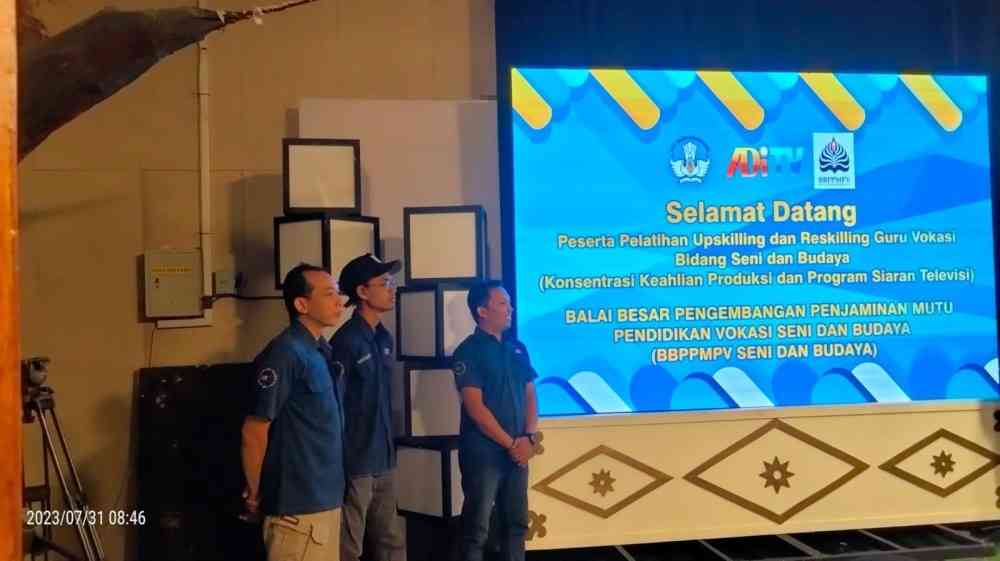 ADiTV
BBPPMPV
Selamat Datang
Peserta Pelatihan Upskilling dan Reskilling Guru Vokasi
Bidang Seni dan Budaya
(Konsentrasi Keahlian Produksi dan Program Siaran Televisi)
BALAI BESAR PENGEMBANGAN PENJAMINAN MUTU
PENDIDIKAN VOKASI SENI DAN BUDAYA
(BBPPMPV SENI DAN BUDAYA)
2023/07/31 08:46